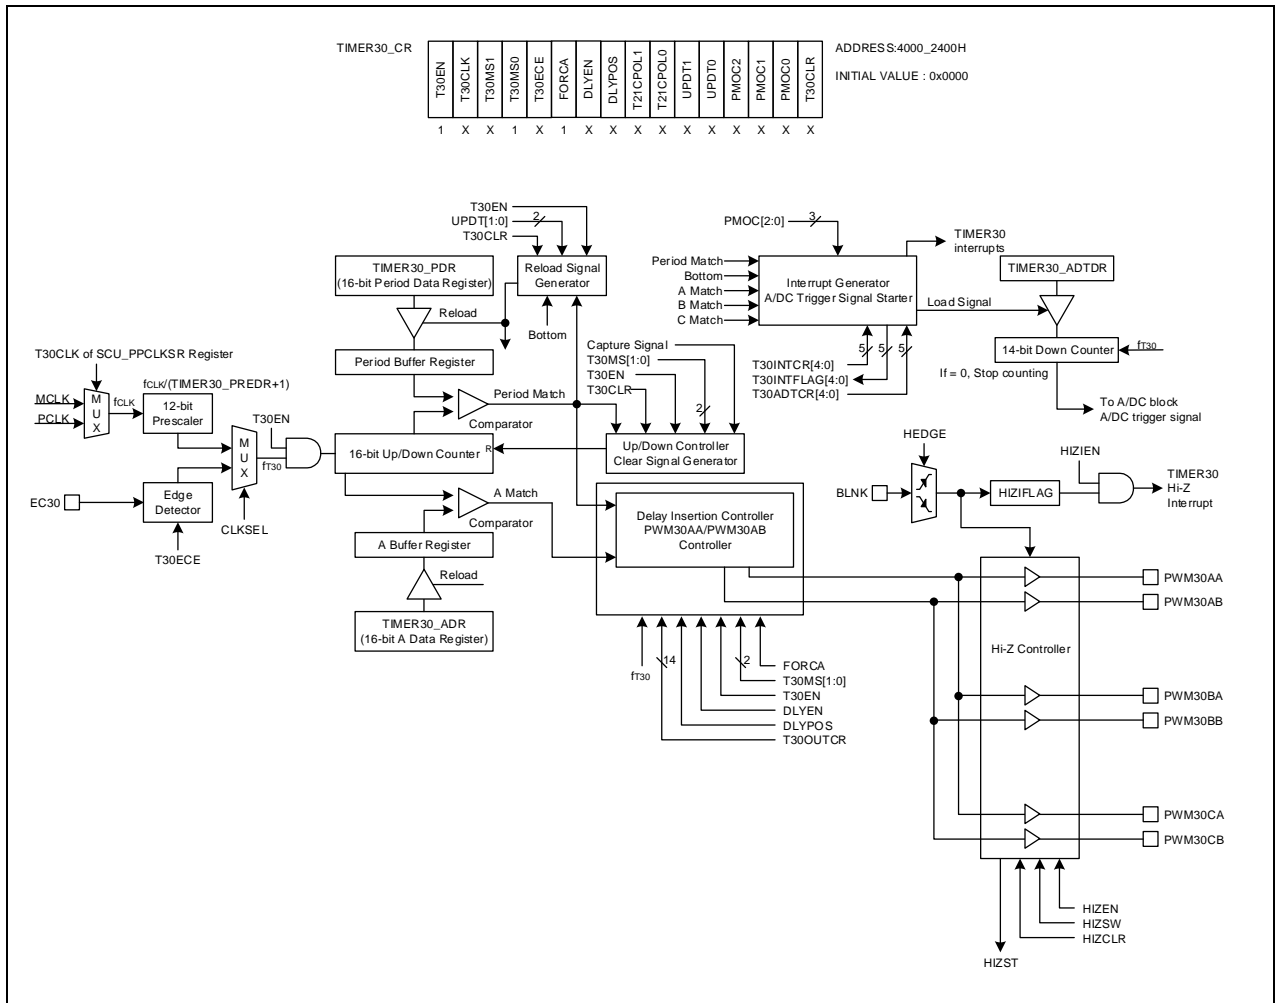 TIMER30_CR
T30EN
T30CLK
T30MS1
T30MS0
T30ECE
FORCA
DLYEN
DLYPOS
T21CPOL1
T21CPOL0
UPDT1
UPDT0
PMOC2
PMOC1
PMOC0
T30CLR
ADDRESS:4000_2400H
INITIAL VALUE : 0x0000
1 X X 1 X 1 X X X X X X X X X X
T30EN
UPDT[1:0]
2
T30CLR
TIMER30_PDR
(16-bit Period Data Register)
Reload Signal
Generator
Reload
Bottom
Period Buffer Register
PMOC[2:0]
3
Period Match
Bottom
A Match
B Match
C Match
Interrupt Generator
A/DC Trigger Signal Starter
TIMER30
interrupts
TIMER30_ADTDR
Load Signal
14-bit Down Counter
fT30
If = 0, Stop counting
To A/DC block
A/DC trigger signal
5 5 5
T30INTCR[4:0]
T30INTFLAG[4:0]
T30ADTCR[4:0]
Capture Signal
T30MS[1:0]
T30EN
T30CLR
2
T30CLK of SCU_PPCLKSR Register
MCLK
PCLK
M
U
X
fCLK
fCLK/(TIMER30_PREDR+1)
12-bit
Prescaler
EC30
Edge
Detector
T30ECE
M
U
X
CLKSEL
T30EN
fT30
16-bit Up/Down Counter
R
Comparator
Period Match
Up/Down Controller
Clear Signal Generator
A Match
Comparator
A Buffer Register
Reload
TIMER30_ADR
(16-bit A Data Register)
Delay Insertion Controller
PWM30AA/PWM30AB
Controller
fT30
14
2
FORCA
T30MS[1:0]
T30EN
DLYEN
DLYPOS
T30OUTCR
HEDGE
BLNK
HIZIFLAG
HIZIEN
TIMER30
Hi-Z
Interrupt
Hi-Z Controller
PWM30AA
PWM30AB
PWM30BA
PWM30BB
PWM30CA
PWM30CB
HIZEN
HIZSW
HIZCLR
HIZST